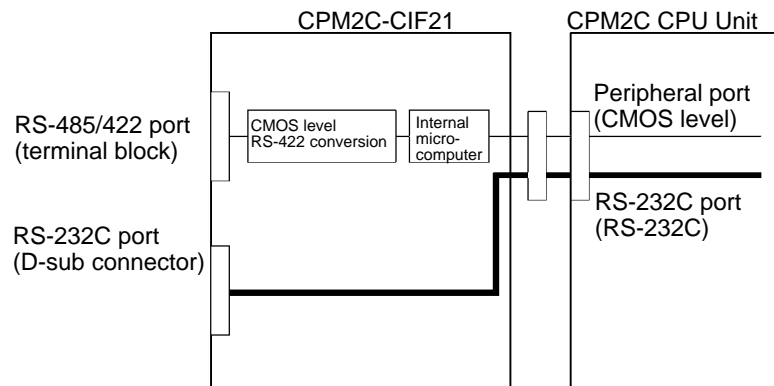 CPM2C-CIF21
CPM2C CPU Unit
RS-485/422 port
(terminal block)
CMOS level
RS-422 conversion
Internal
micro-
computer
Peripheral port
(CMOS level)
RS-232C port
(D-sub connector)
RS-232C port
(RS-232C)